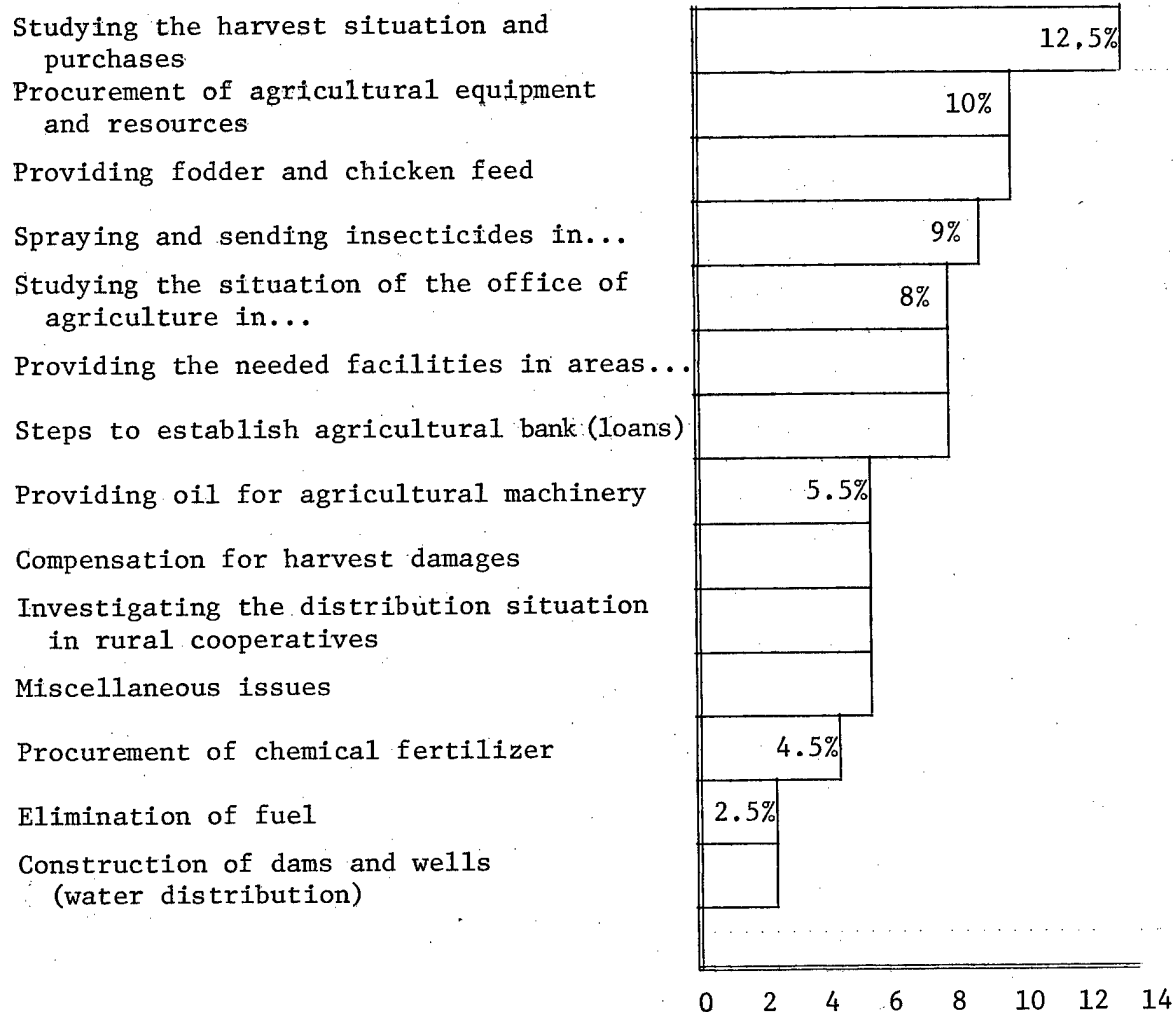 Studying the harvest situation and
purchases
12,5%
Procurement of agricultural equipment
and resources
10%
Providing fodder and chicken feed
Spraying and sending insecticides in...
9%
Studying the situation of the office of
agriculture in...
8%
Providing the needed facilities in areas...
Steps to establish agricultural bank (loans)
Providing oil for agricultural machinery
5.5%
Compensation for harvest damages
Investigating the distribution situation
in rural cooperatives
Miscellaneous issues
Procurement of chemical fertilizer
4.5%
Elimination of fuel
2.5%
Construction of dams and wells
(water distribution)
0 2 4 6 8 10 12 14